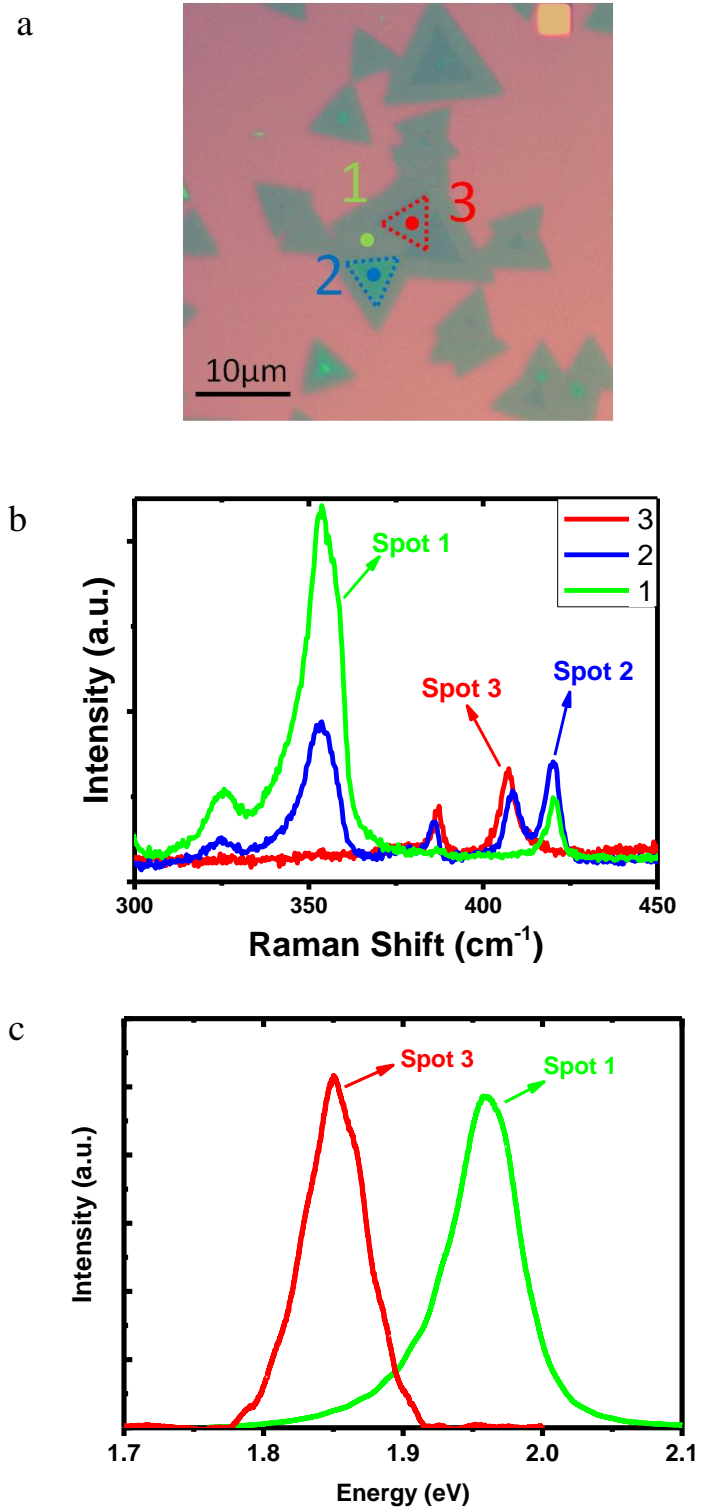 a
1
3
2
10μm
b
Spot 1
3
2
1
Spot 3
Spot 2
Intensity (a.u.)
300
350
400
450
Raman Shift (cm⁻¹)
c
Spot 3
Spot 1
Intensity (a.u.)
1.7
1.8
1.9
2.0
2.1
Energy (eV)